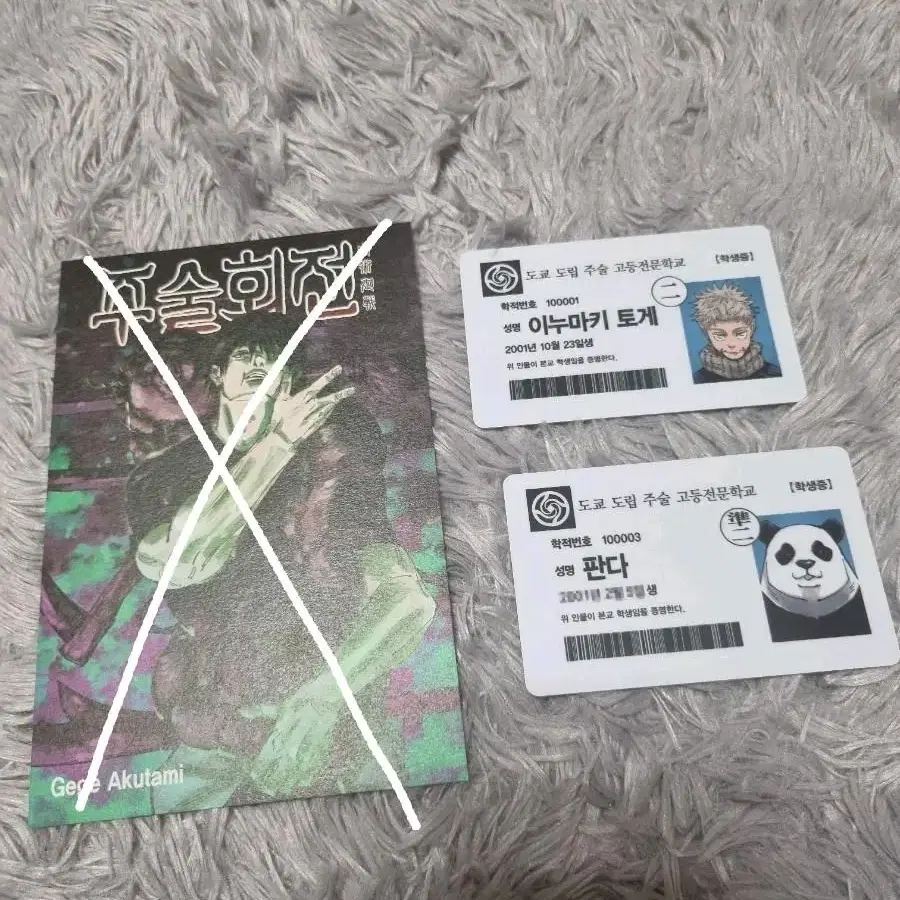 주술회전
Gege Akutami
도쿄 도립 주술 고등전문학교 [학생증]
二
학적번호 100001
성명 이누마키 토게
2001년 10월 23일생
위 인물이 본교 학생임을 증명한다.
도쿄 도립 주술 고등전문학교 [학생증]
準二
학적번호 100003
성명 판다
위 인물이 본교 학생임을 증명한다.